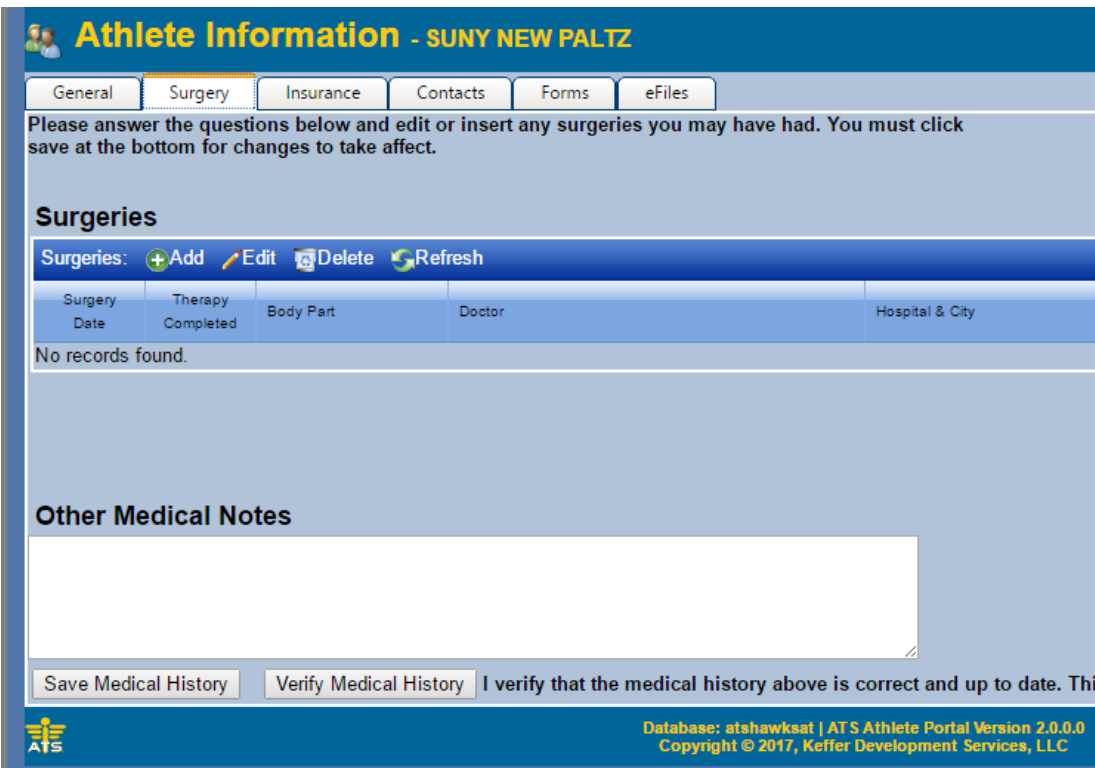 Athlete Information - SUNY NEW PALTZ
General Surgery Insurance Contacts Forms eFiles
Please answer the questions below and edit or insert any surgeries you may have had. You must click
save at the bottom for changes to take affect.
Surgeries
Surgeries: Add Edit Delete Refresh
Surgery Date Therapy Completed Body Part Doctor Hospital & City
No records found.
Other Medical Notes
Save Medical History Verify Medical History I verify that the medical history above is correct and up to date. Thi
ATS
Database: atshawksat | ATS Athlete Portal Version 2.0.0.0
Copyright © 2017, Keffer Development Services, LLC